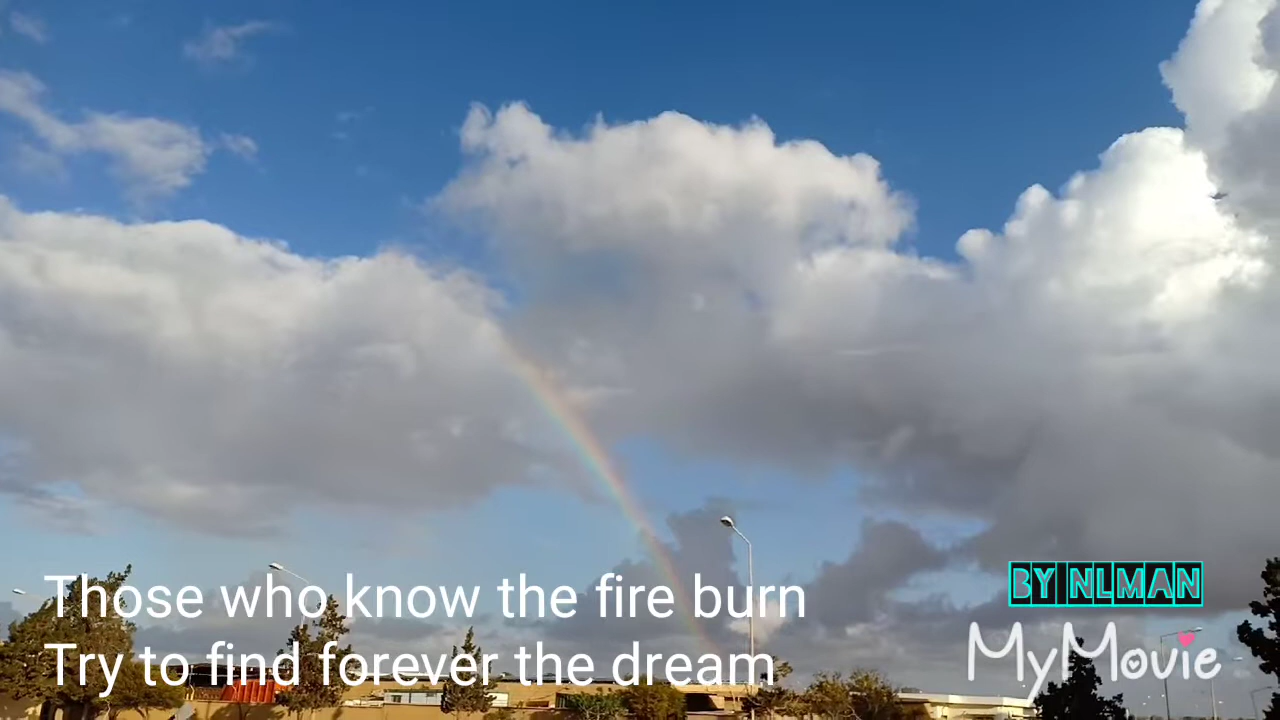 Those who know the fire burn
Try to find forever the dream
BY NLMAN
MyMovie